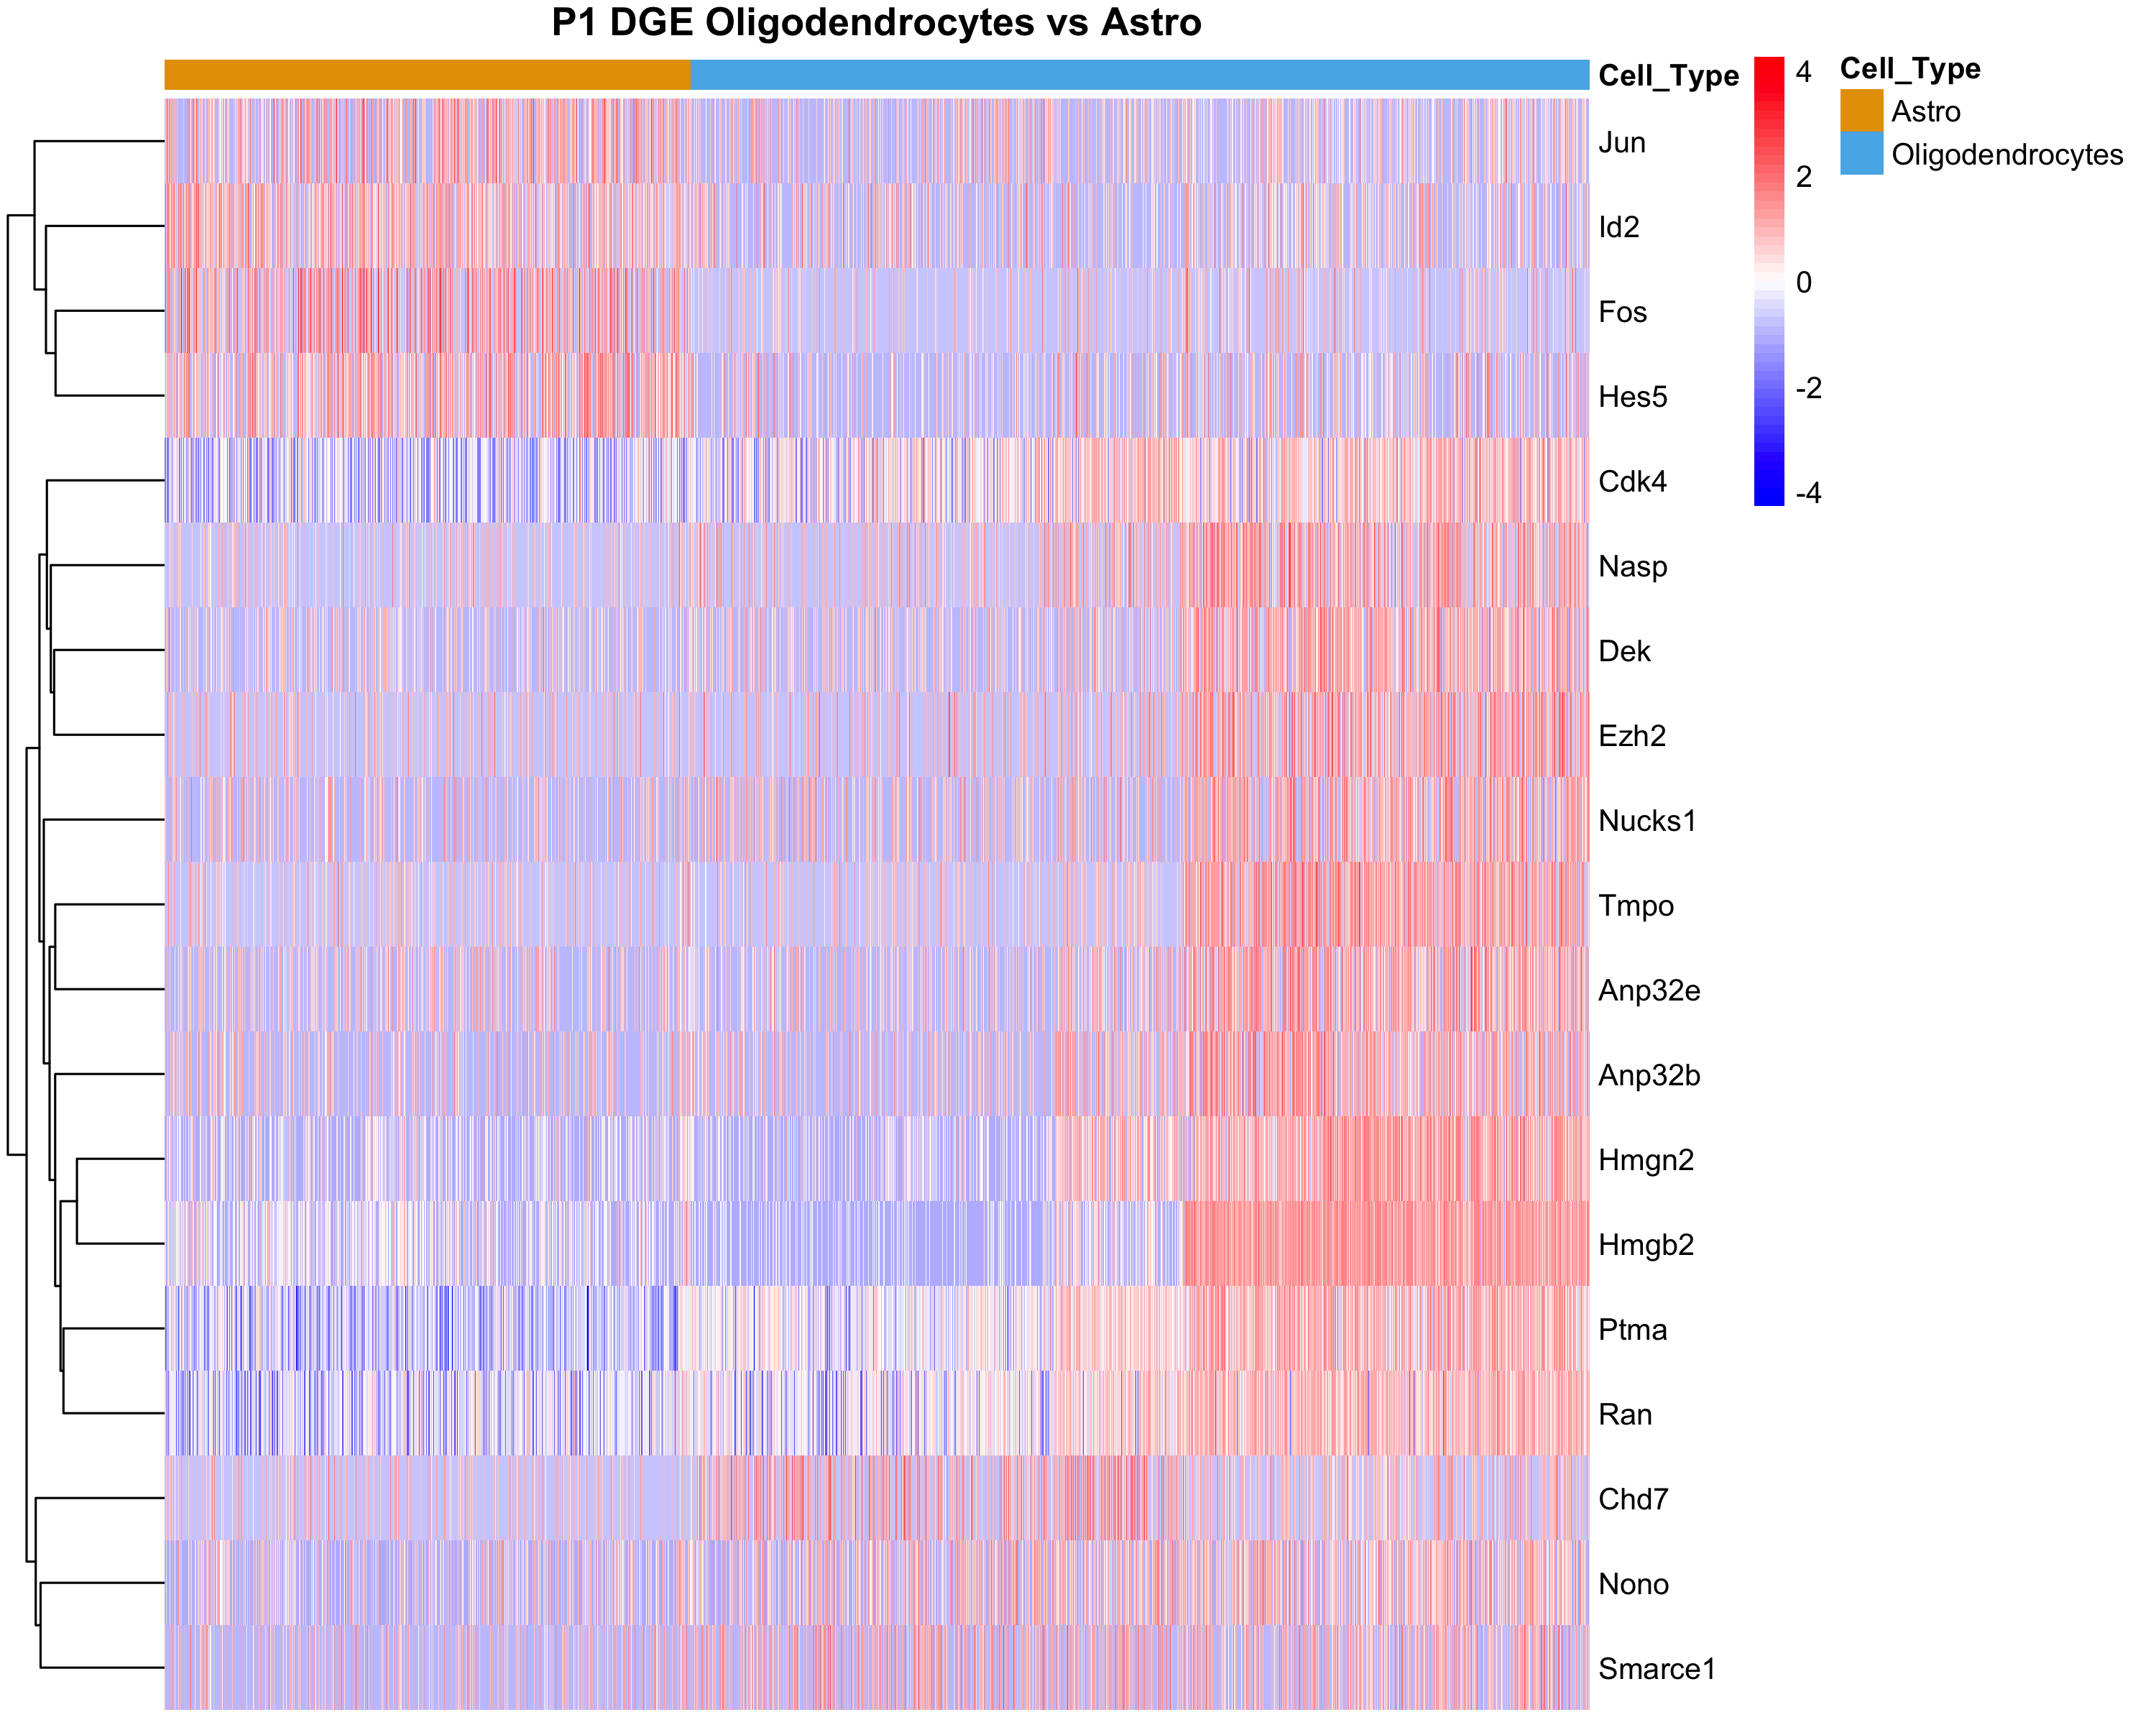 P1 DGE Oligodendrocytes vs Astro
Cell_Type
Jun
Id2
Fos
Hes5
Cdk4
Nasp
Dek
Ezh2
Nucks1
Tmpo
Anp32e
Anp32b
Hmgn2
Hmgb2
Ptma
Ran
Chd7
Nono
Smarce1
4
2
0
-2
-4
Cell_Type
Astro
Oligodendrocytes